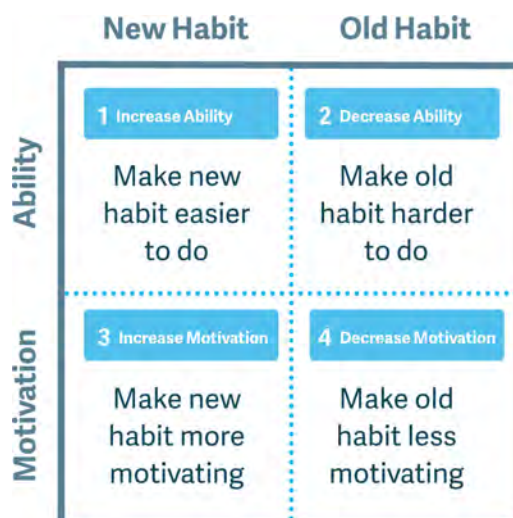 New Habit Old Habit
Ability
1 Increase Ability
Make new
habit easier
to do
2 Decrease Ability
Make old
habit harder
to do
Motivation
3 Increase Motivation
Make new
habit more
motivating
4 Decrease Motivation
Make old
habit less
motivating